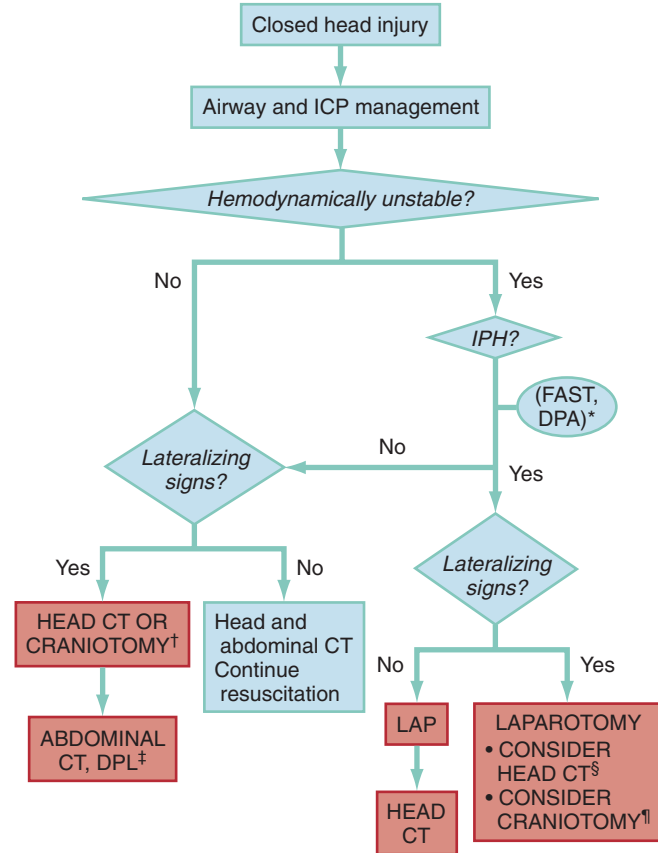 Closed head injury
Airway and ICP management
Hemodynamically unstable?
No
Yes
IPH?
(FAST,
DPA)*
No
Yes
Lateralizing
signs?
Lateralizing
signs?
Yes
No
HEAD CT OR
CRANIOTOMY†
Head and
abdominal CT
Continue
resuscitation
No
Yes
ABDOMINAL
CT, DPL‡
LAP
LAPAROTOMY
• CONSIDER
HEAD CT§
• CONSIDER
CRANIOTOMY¶
HEAD
CT